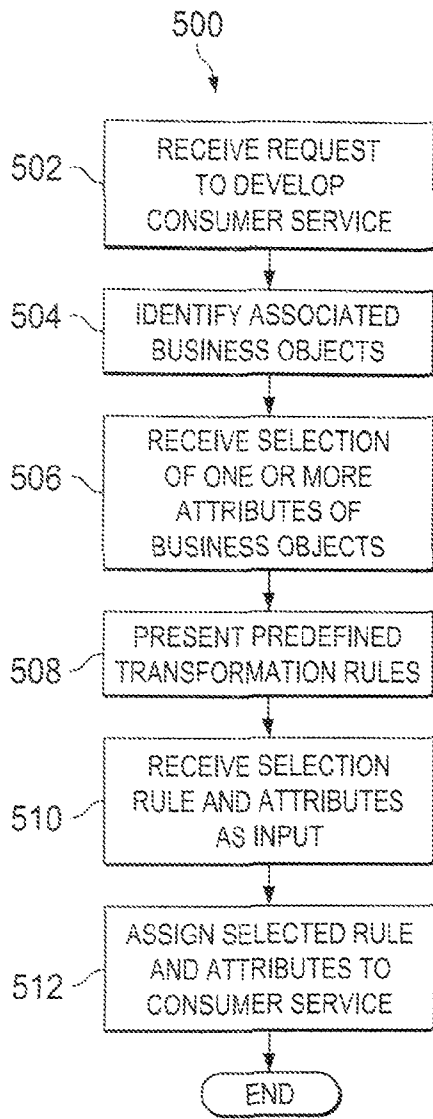 500
502
RECEIVE REQUEST
TO DEVELOP
CONSUMER SERVICE
504
IDENTIFY ASSOCIATED
BUSINESS OBJECTS
506
RECEIVE SELECTION
OF ONE OR MORE
ATTRIBUTES OF
BUSINESS OBJECTS
508
PRESENT PREDEFINED
TRANSFORMATION RULES
510
RECEIVE SELECTION
RULE AND ATTRIBUTES
AS INPUT
512
ASSIGN SELECTED RULE
AND ATTRIBUTES TO
CONSUMER SERVICE
END